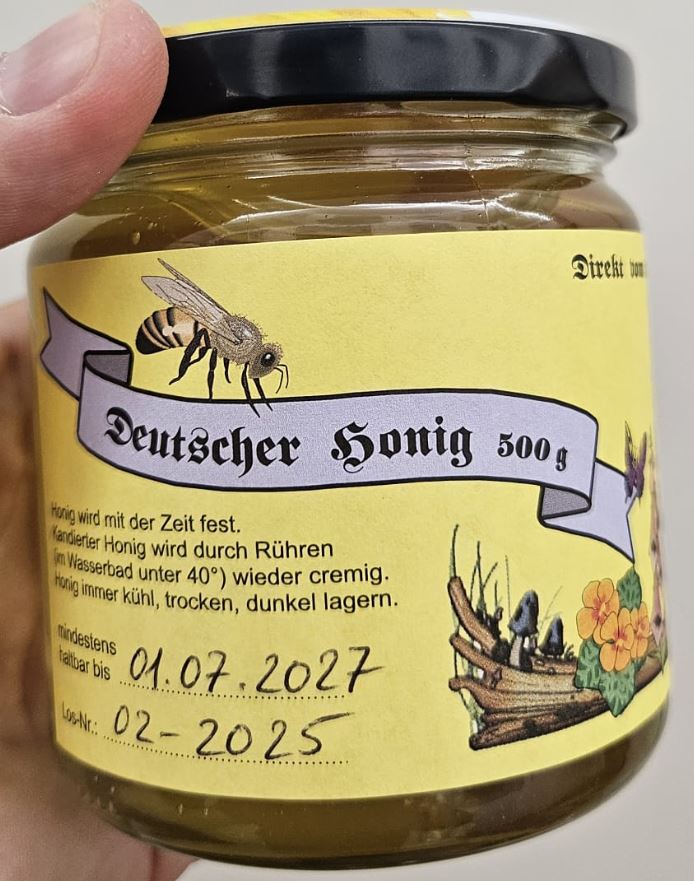 Direkt vom
Deutscher Honig 500 g
Honig wird mit der Zeit fest.
Kandierter Honig wird durch Rühren
(im Wasserbad unter 40°) wieder cremig.
Honig immer kühl, trocken, dunkel lagern.
mindestens
haltbar bis 01.07.2027
Los-Nr.: 02-2025